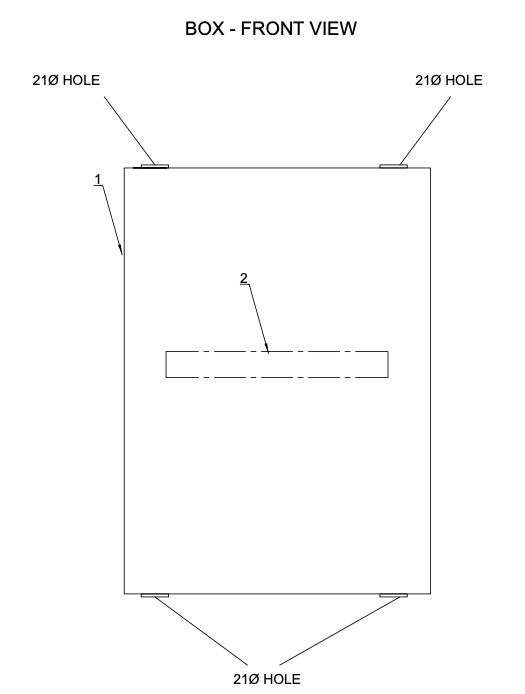 BOX - FRONT VIEW
21Ø HOLE
21Ø HOLE
1
2
21Ø HOLE